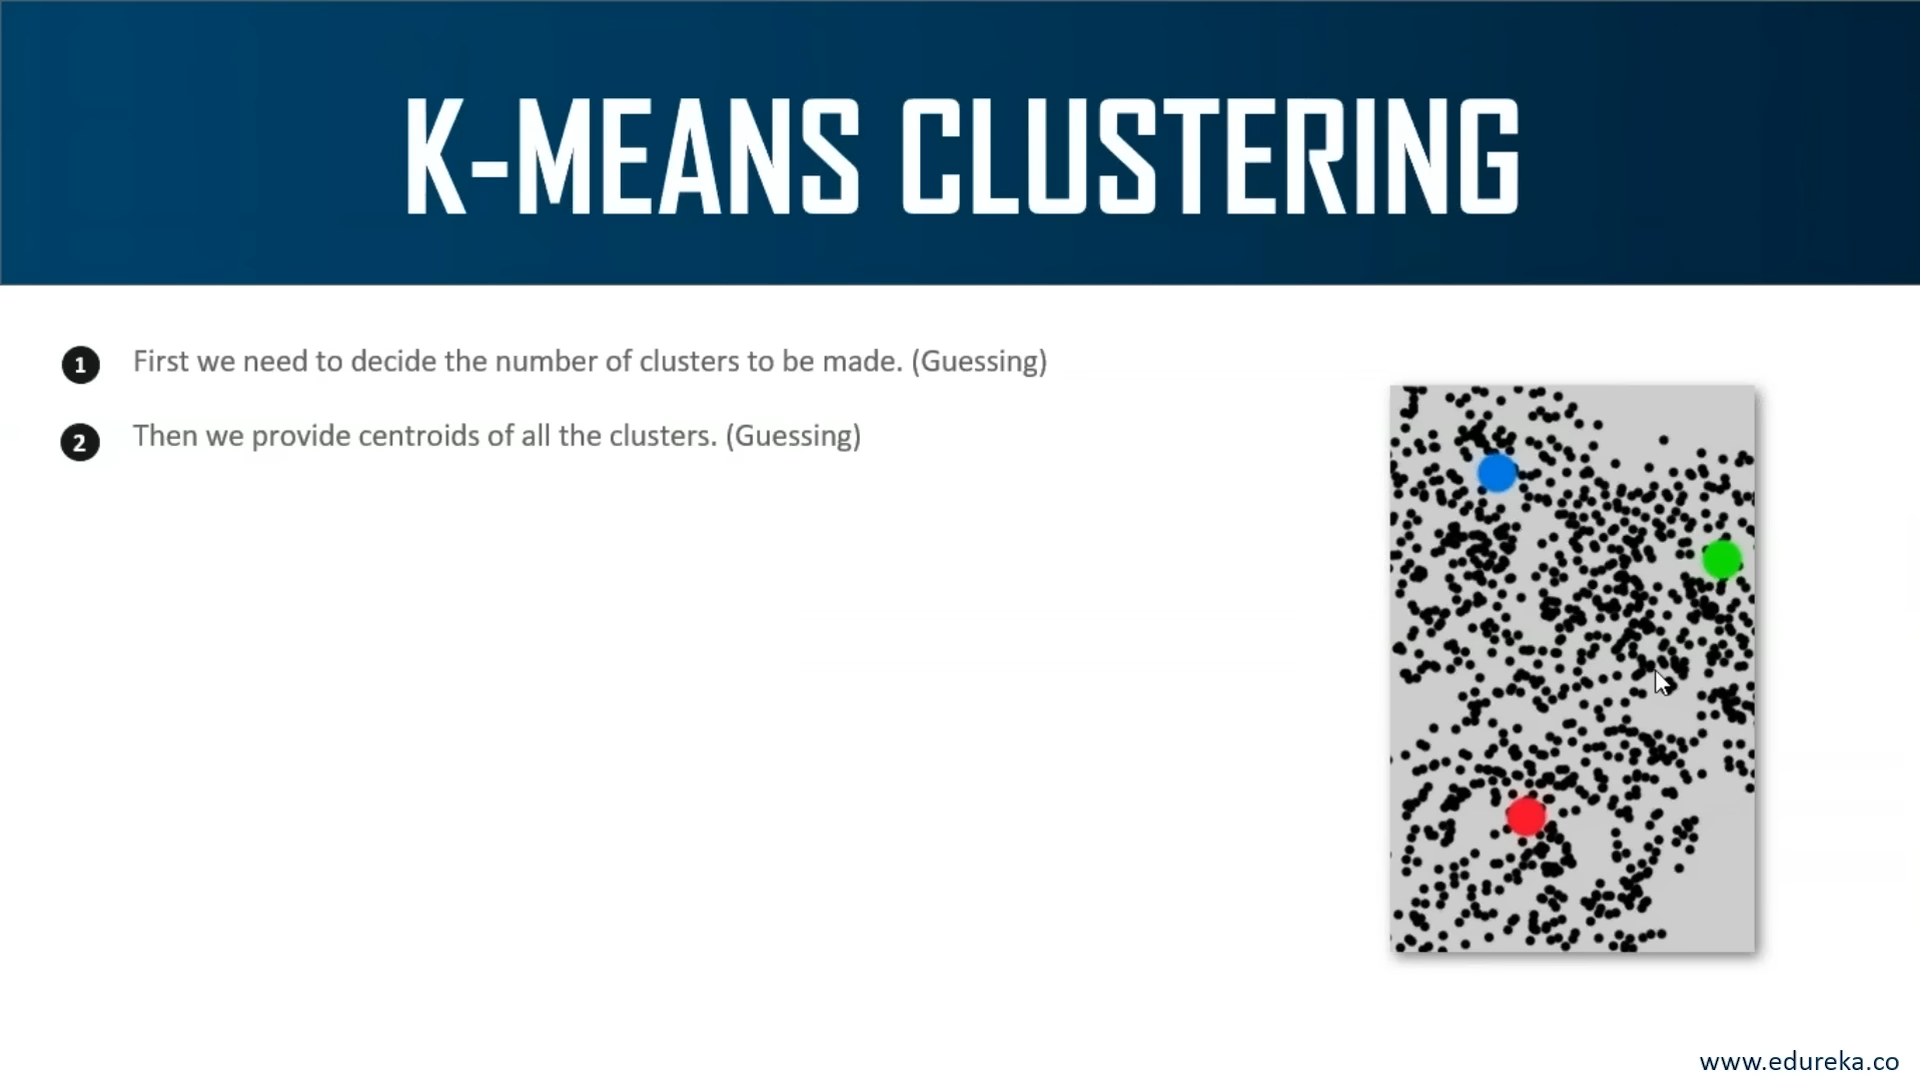 K-MEANS CLUSTERING
1 First we need to decide the number of clusters to be made. (Guessing)
2 Then we provide centroids of all the clusters. (Guessing)
www.edureka.co